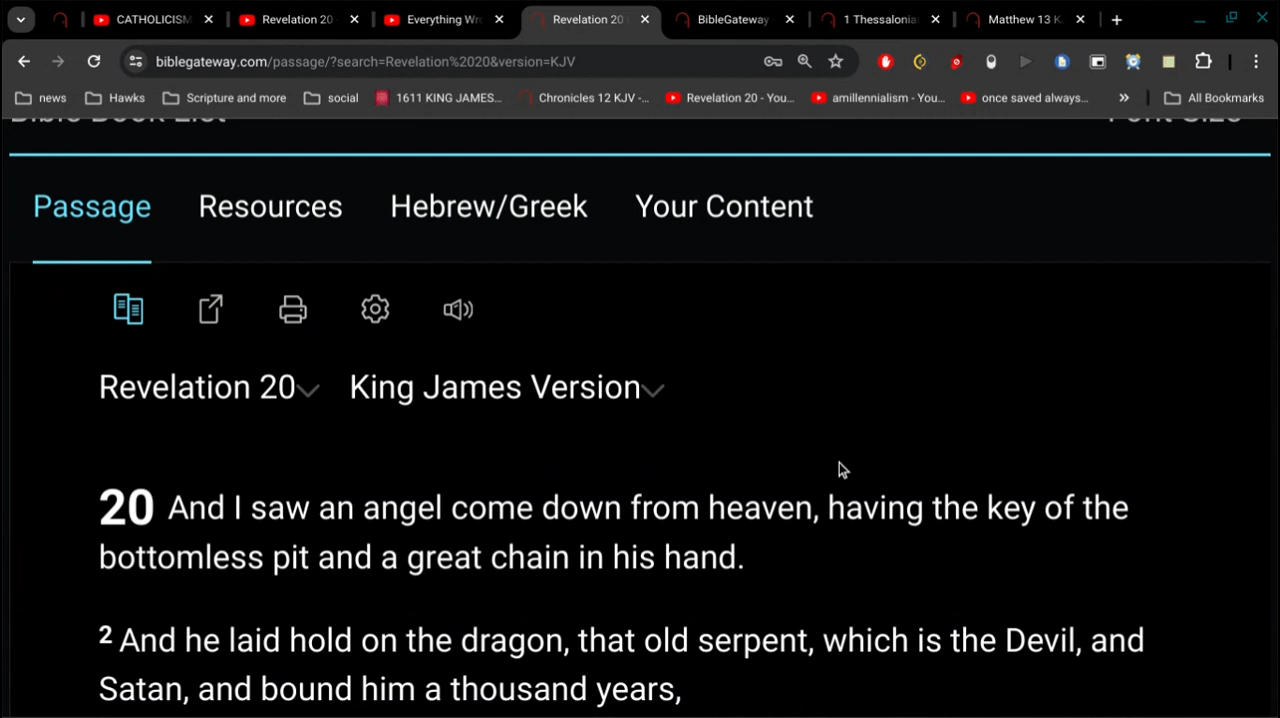 CATHOLICISM
Revelation 20
Everything Wr
Revelation 20
BibleGateway
1 Thessalonia
Matthew 13 K
biblegateway.com/passage/?search=Revelation%2020&version=KJV
news
Hawks
Scripture and more
social
1611 KING JAMES...
Chronicles 12 KJV -...
Revelation 20 - You...
amillennialism - You...
once saved always...
»
All Bookmarks
Bible Book List
Font Size
Passage
Resources
Hebrew/Greek
Your Content
Revelation 20
King James Version
20 And I saw an angel come down from heaven, having the key of the
bottomless pit and a great chain in his hand.
2 And he laid hold on the dragon, that old serpent, which is the Devil, and
Satan, and bound him a thousand years,